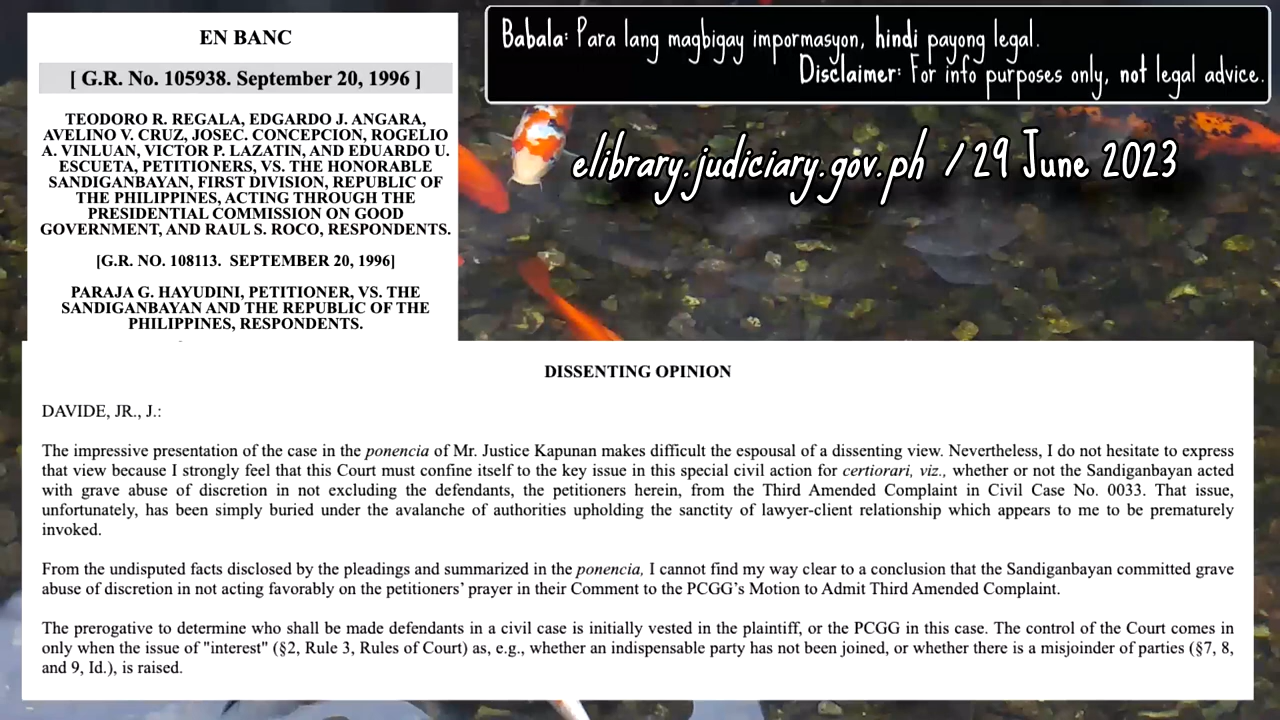 EN BANC
[ G.R. No. 105938. September 20, 1996 ]
TEODORO R. REGALA, EDGARDO J. ANGARA,
AVELINO V. CRUZ, JOSEC. CONCEPCION, ROGELIO
A. VINLUAN, VICTOR P. LAZATIN, AND EDUARDO U.
ESCUETA, PETITIONERS, VS. THE HONORABLE
SANDIGANBAYAN, FIRST DIVISION, REPUBLIC OF
THE PHILIPPINES, ACTING THROUGH THE
PRESIDENTIAL COMMISSION ON GOOD
GOVERNMENT, AND RAUL S. ROCO, RESPONDENTS.
[G.R. NO. 108113. SEPTEMBER 20, 1996]
PARAJA G. HAYUDINI, PETITIONER, VS. THE
SANDIGANBAYAN AND THE REPUBLIC OF THE
PHILIPPINES, RESPONDENTS.
Babala: Para lang magbigay impormasyon, hindi payong legal.
Disclaimer: For info purposes only, not legal advice.
elibrary.judiciary.gov.ph / 29 June 2023
DISSENTING OPINION
DAVIDE, JR., J.:
The impressive presentation of the case in the ponencia of Mr. Justice Kapunan makes difficult the espousal of a dissenting view. Nevertheless, I do not hesitate to express
that view because I strongly feel that this Court must confine itself to the key issue in this special civil action for certiorari, viz., whether or not the Sandiganbayan acted
with grave abuse of discretion in not excluding the defendants, the petitioners herein, from the Third Amended Complaint in Civil Case No. 0033. That issue,
unfortunately, has been simply buried under the avalanche of authorities upholding the sanctity of lawyer-client relationship which appears to me to be prematurely
invoked.
From the undisputed facts disclosed by the pleadings and summarized in the ponencia, I cannot find my way clear to a conclusion that the Sandiganbayan committed grave
abuse of discretion in not acting favorably on the petitioners' prayer in their Comment to the PCGG's Motion to Admit Third Amended Complaint.
The prerogative to determine who shall be made defendants in a civil case is initially vested in the plaintiff, or the PCGG in this case. The control of the Court comes in
only when the issue of "interest" (§2, Rule 3, Rules of Court) as, e.g., whether an indispensable party has not been joined, or whether there is a misjoinder of parties (§7, 8,
and 9, Id.), is raised.